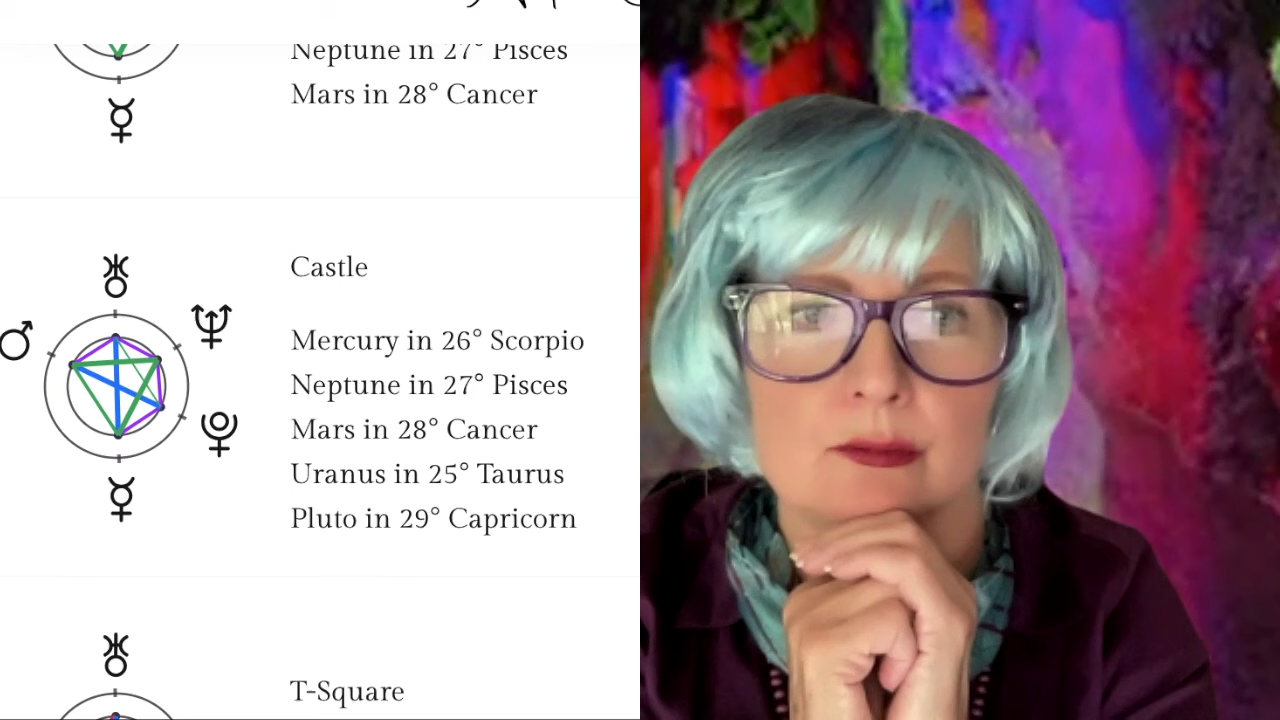 Neptune in 27° Pisces
Mars in 28° Cancer
Castle
Mercury in 26° Scorpio
Neptune in 27° Pisces
Mars in 28° Cancer
Uranus in 25° Taurus
Pluto in 29° Capricorn
T-Square